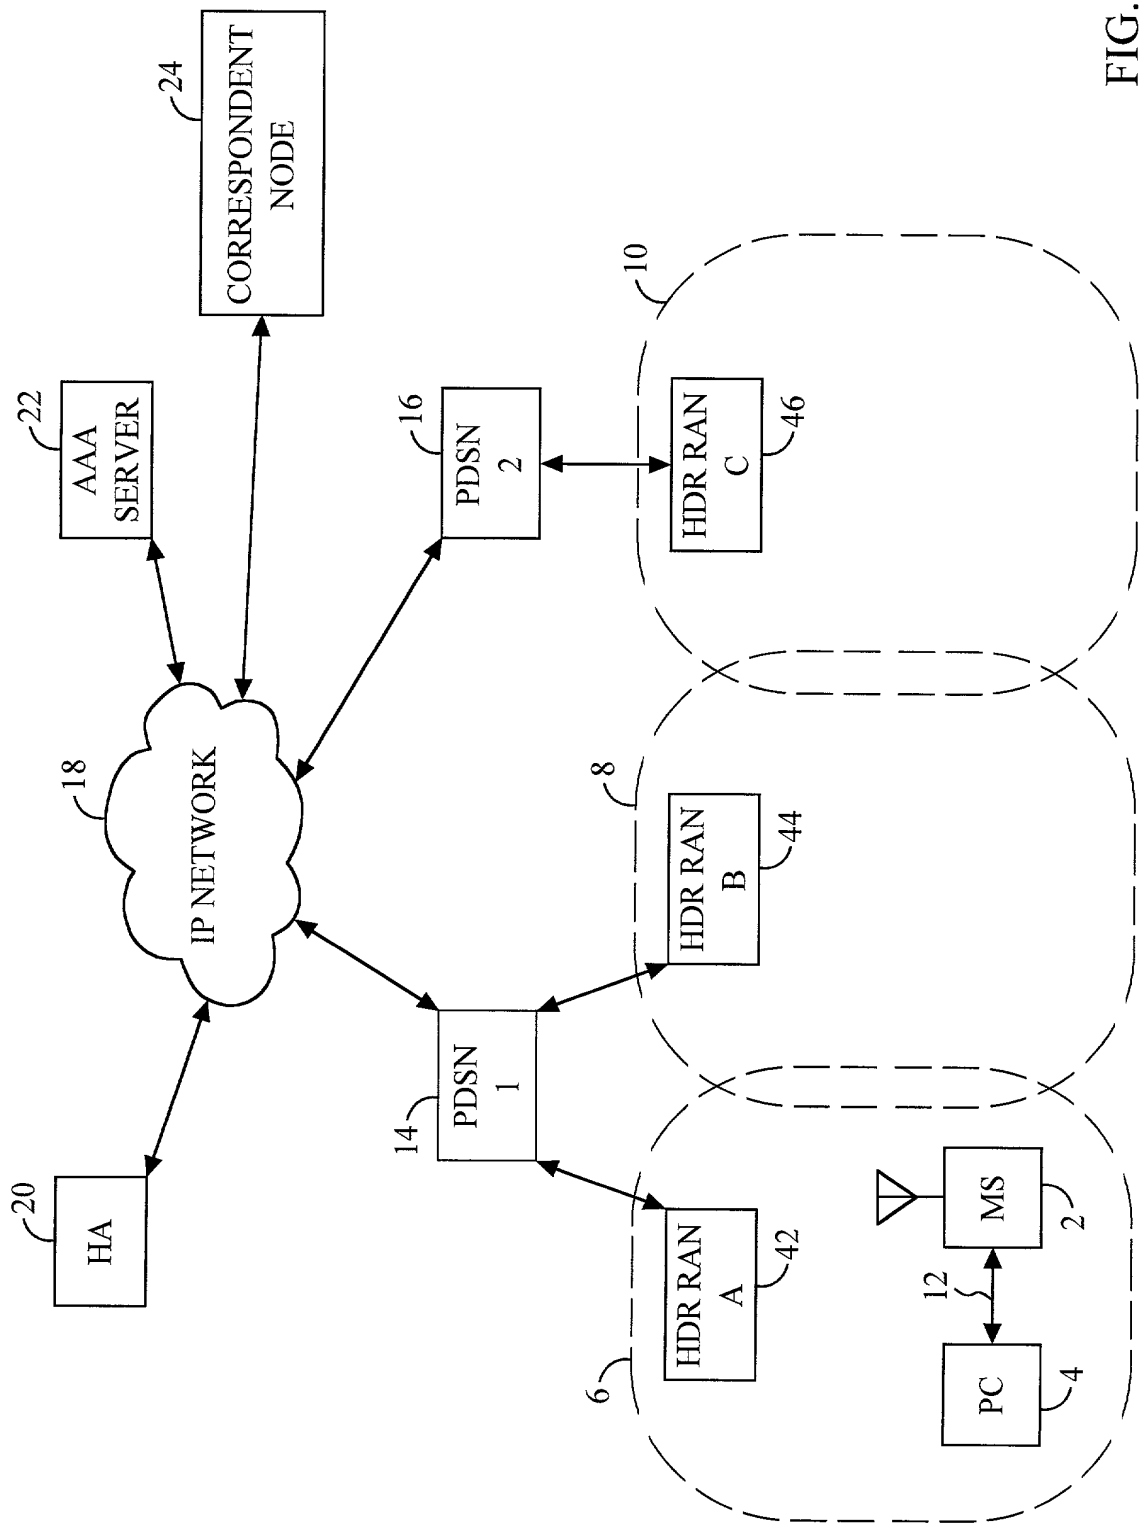 20
HA
18
IP NETWORK
22
AAA
SERVER
24
CORRESPONDENT
NODE
14
PDSN
1
16
PDSN
2
6
HDR RAN
A
42
8
HDR RAN
B
44
10
HDR RAN
C
46
PC
4
12
MS
2
FIG.